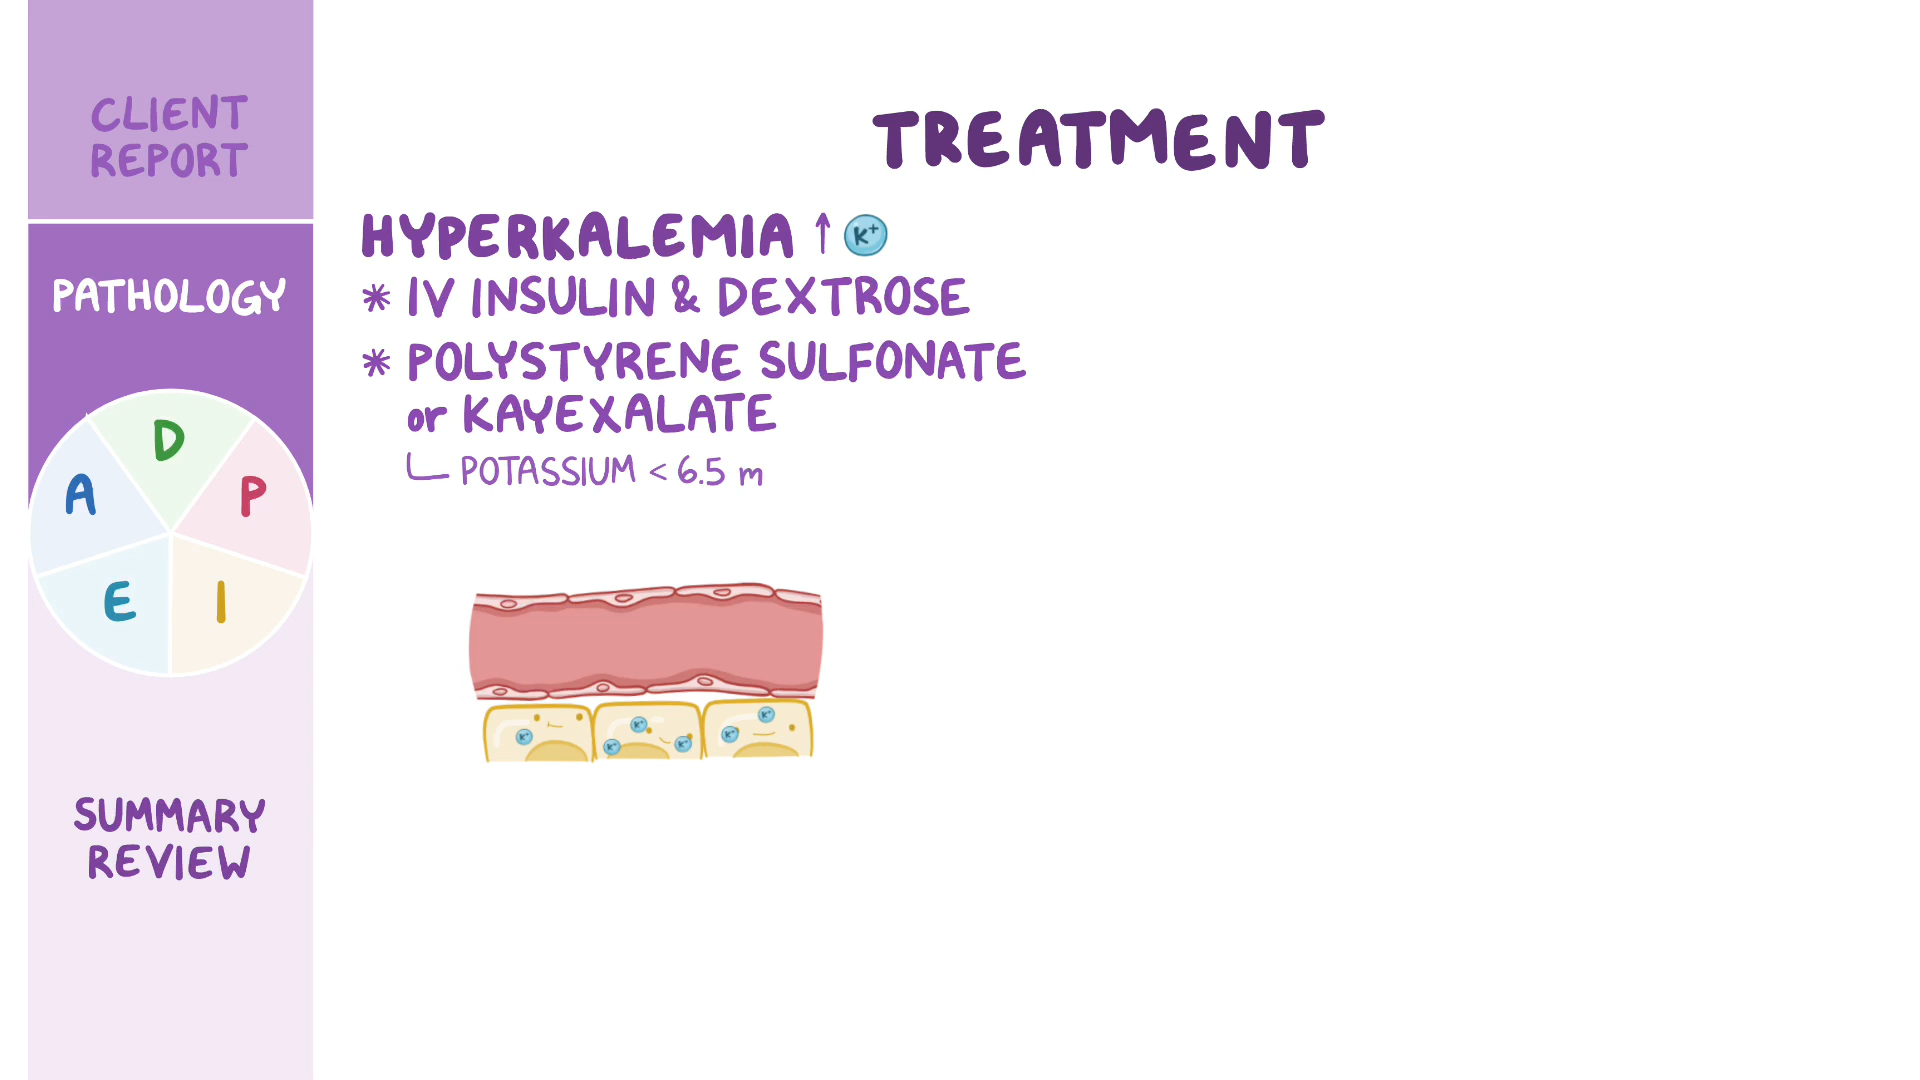 CLIENT
REPORT
PATHOLOGY
D
A
P
E
I
SUMMARY
REVIEW
TREATMENT
HYPERKALEMIA ↑ K+
* IV INSULIN & DEXTROSE
* POLYSTYRENE SULFONATE
or KAYEXALATE
POTASSIUM < 6.5 m
K+
K+
K+
K+
K+
K+